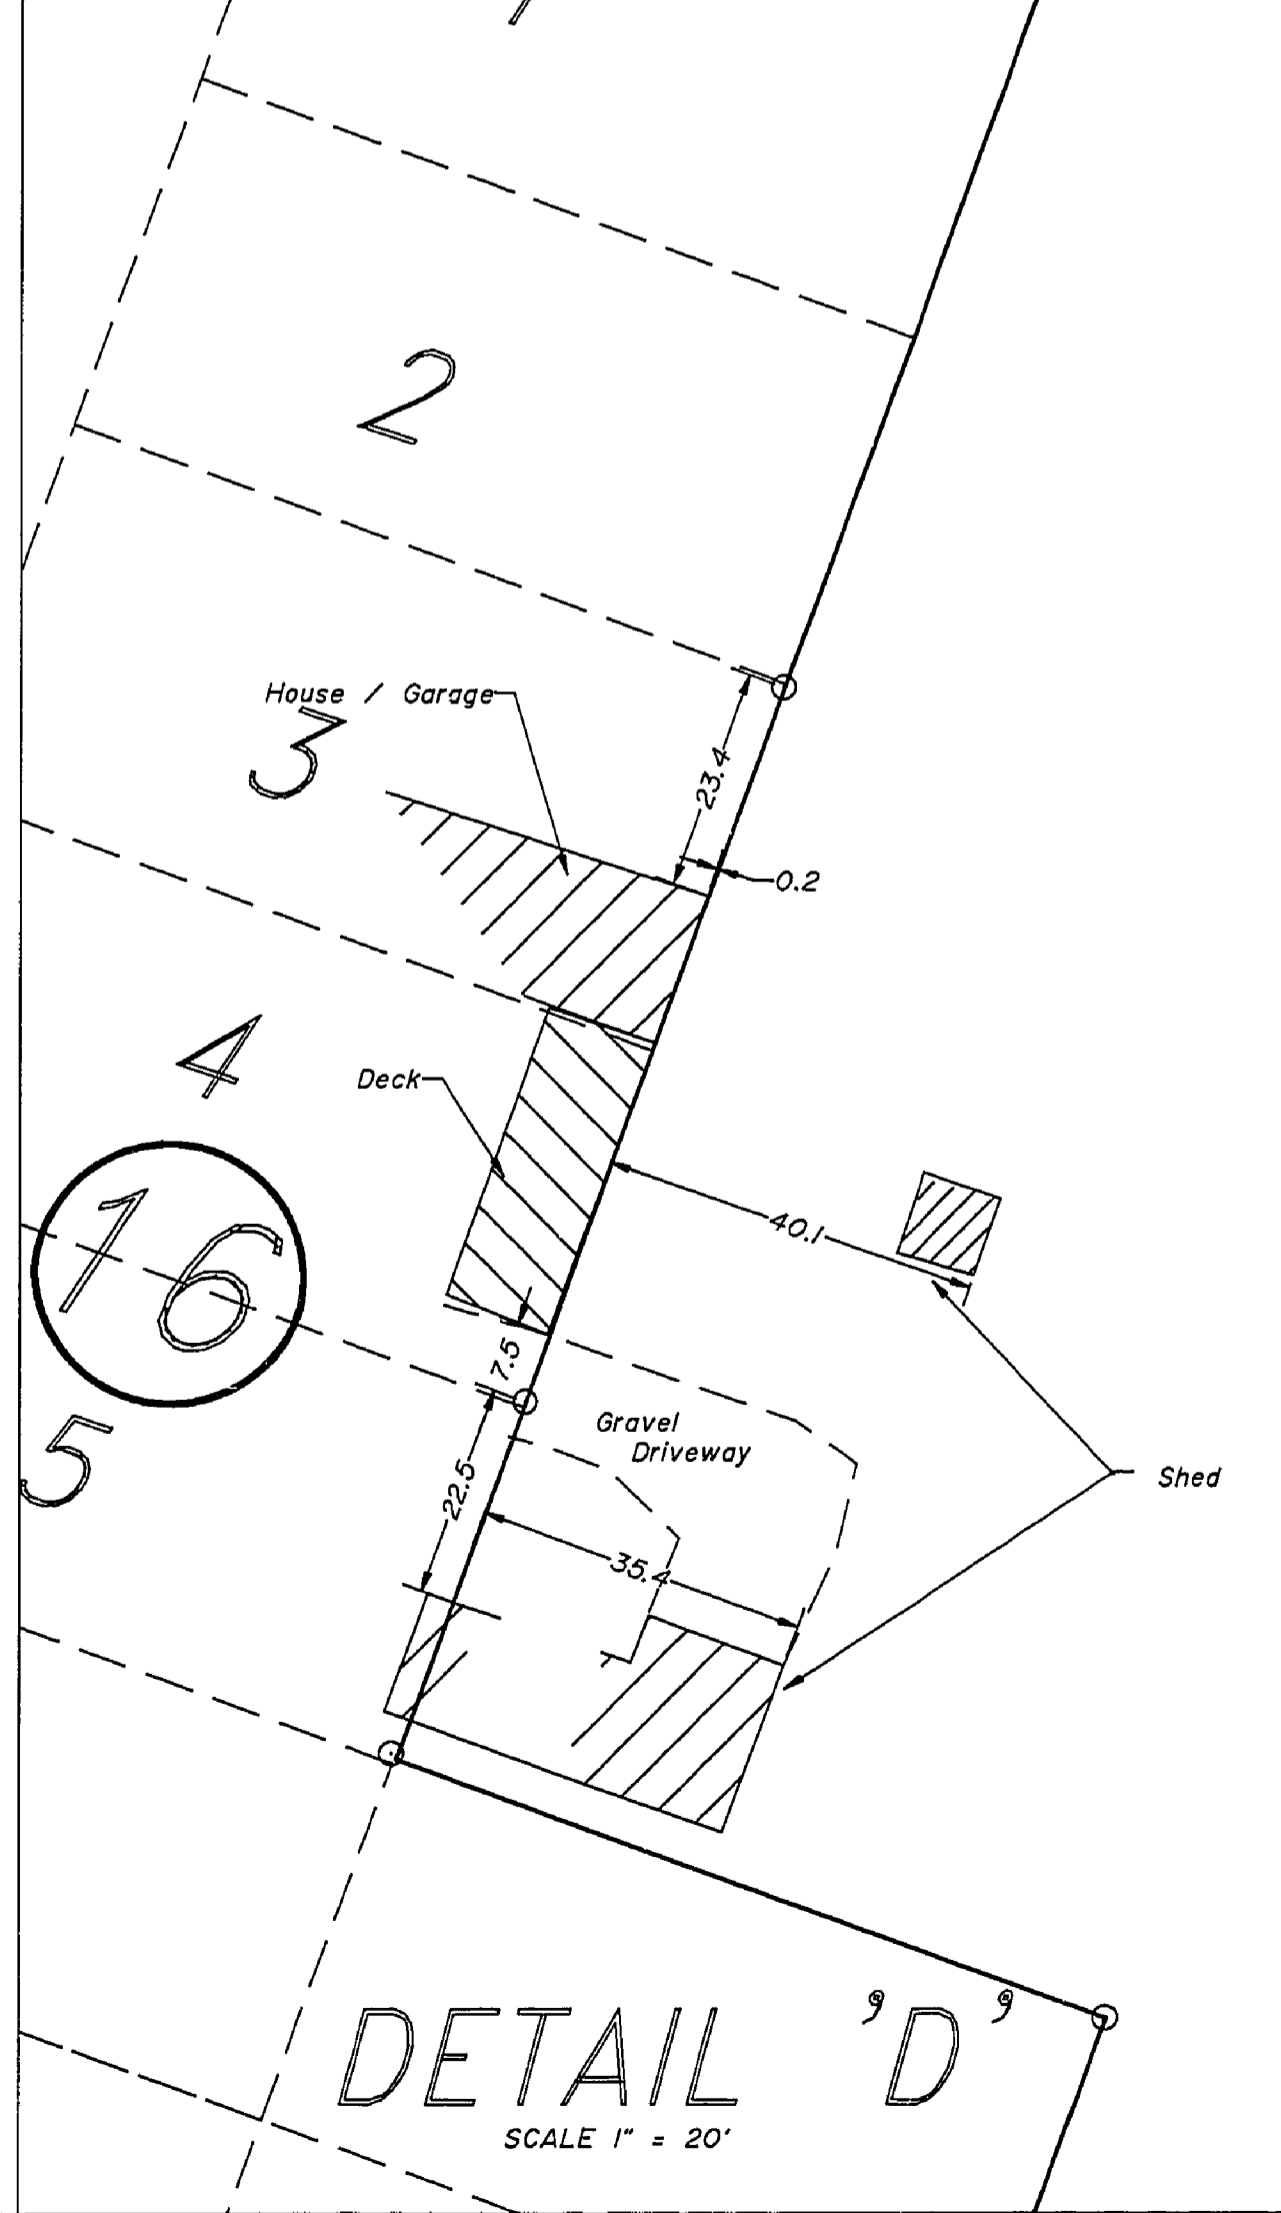 2
House / Garage
3
23.4
0.2
4
Deck
16
40.1
7.5
Gravel
Driveway
5
22.5
Shed
35.4
DETAIL 'D'
SCALE 1" = 20'